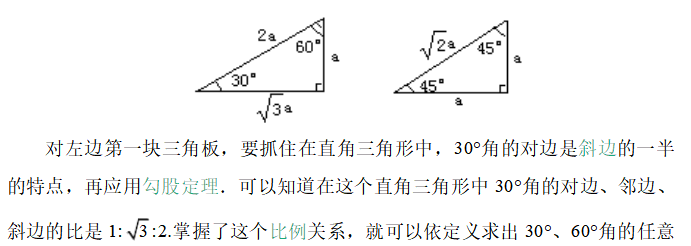 2a 60° a 30° √3a
√2a 45° a 45° a
对左边第一块三角板，要抓住在直角三角形中，30°角的对边是斜边的一半
的特点，再应用勾股定理．可以知道在这个直角三角形中 30°角的对边、邻边、
斜边的比是 1:√3:2.掌握了这个比例关系，就可以依定义求出 30°、60°角的任意